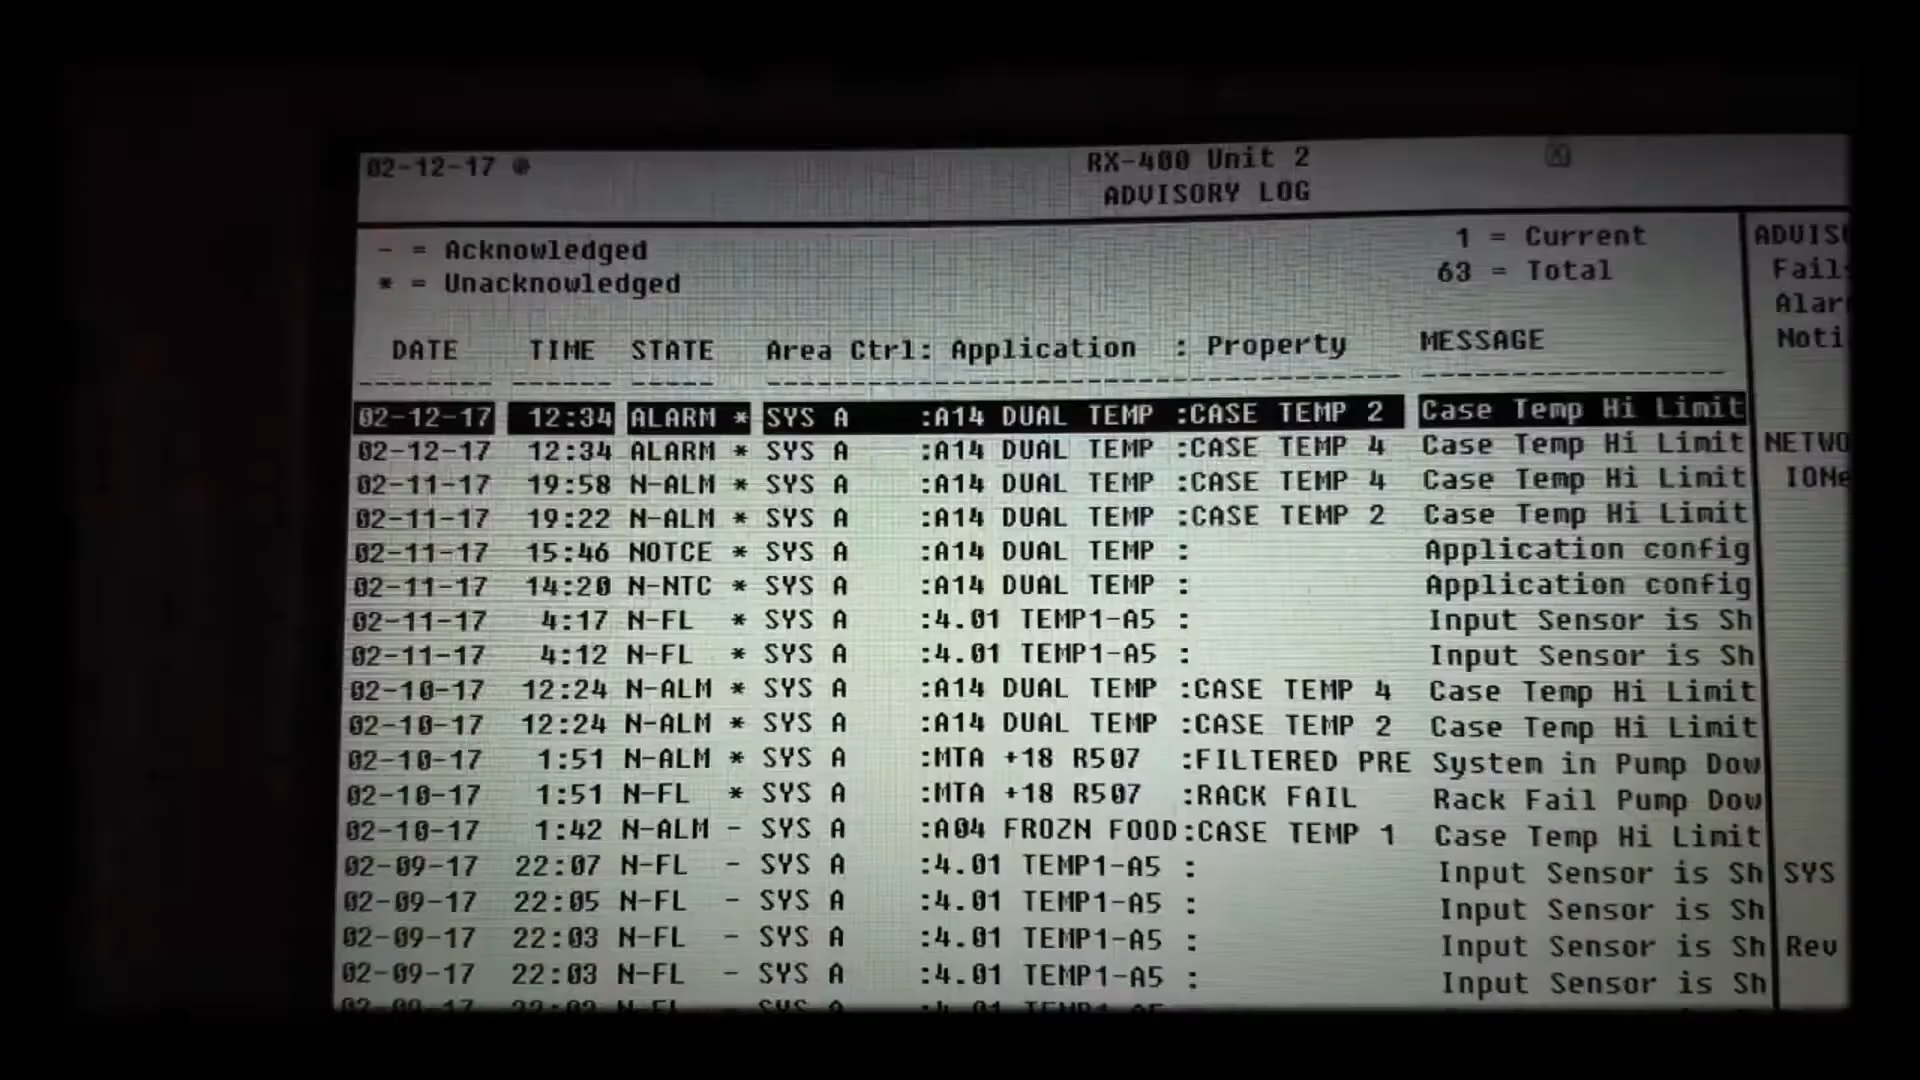 02-12-17
RX-400 Unit 2
ADVISORY LOG
- = Acknowledged
* = Unacknowledged
1 = Current
63 = Total
DATE TIME STATE Area Ctrl: Application : Property MESSAGE
02-12-17 12:34 ALARM * SYS A :A14 DUAL TEMP :CASE TEMP 2 Case Temp Hi Limit
02-12-17 12:34 ALARM * SYS A :A14 DUAL TEMP :CASE TEMP 4 Case Temp Hi Limit
02-11-17 19:58 N-ALM * SYS A :A14 DUAL TEMP :CASE TEMP 4 Case Temp Hi Limit
02-11-17 19:22 N-ALM * SYS A :A14 DUAL TEMP :CASE TEMP 2 Case Temp Hi Limit
02-11-17 15:46 NOTCE * SYS A :A14 DUAL TEMP : Application config
02-11-17 14:20 N-NTC * SYS A :A14 DUAL TEMP : Application config
02-11-17 4:17 N-FL * SYS A :4.01 TEMP1-A5 : Input Sensor is Sh
02-11-17 4:12 N-FL * SYS A :4.01 TEMP1-A5 : Input Sensor is Sh
02-10-17 12:24 N-ALM * SYS A :A14 DUAL TEMP :CASE TEMP 4 Case Temp Hi Limit
02-10-17 12:24 N-ALM * SYS A :A14 DUAL TEMP :CASE TEMP 2 Case Temp Hi Limit
02-10-17 1:51 N-ALM * SYS A :MTA +18 R507 :FILTERED PRE System in Pump Dow
02-10-17 1:51 N-FL * SYS A :MTA +18 R507 :RACK FAIL Rack Fail Pump Dow
02-10-17 1:42 N-ALM - SYS A :A04 FROZN FOOD:CASE TEMP 1 Case Temp Hi Limit
02-09-17 22:07 N-FL - SYS A :4.01 TEMP1-A5 : Input Sensor is Sh
02-09-17 22:05 N-FL - SYS A :4.01 TEMP1-A5 : Input Sensor is Sh
02-09-17 22:03 N-FL - SYS A :4.01 TEMP1-A5 : Input Sensor is Sh
02-09-17 22:03 N-FL - SYS A :4.01 TEMP1-A5 : Input Sensor is Sh
ADVIS
Fail
Alar
Noti
NETWO
IONe
SYS
Rev